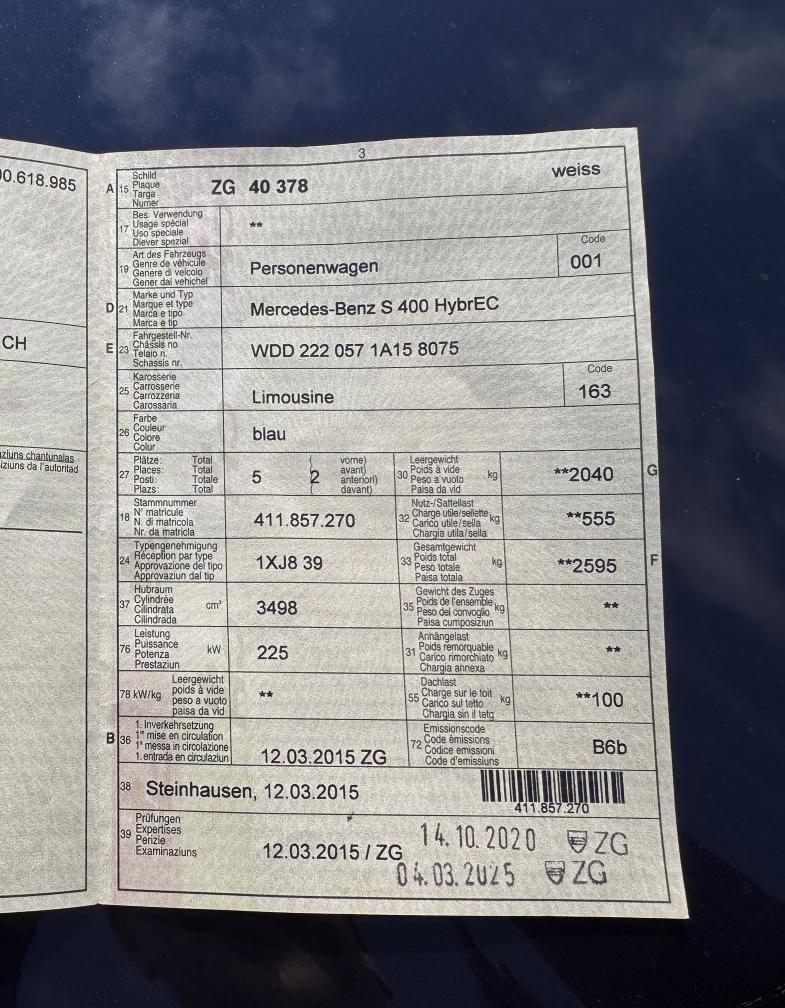 3
00.618.985
A 15 Schild
Plaque
Targa
Numer
ZG 40 378
weiss
17 Bes. Verwendung
Usage spécial
Uso speciale
Diever spezial
**
19 Art des Fahrzeugs
Genre de véhicule
Genere di veicolo
Gener dal vehichel
Personenwagen
Code
001
D 21 Marke und Typ
Marque et type
Marca e tipo
Marca e tip
Mercedes-Benz S 400 HybrEC
CH
E 23 Fahrgestell-Nr.
Châssis no
Telaio n.
Schassis nr.
WDD 222 057 1A15 8075
25 Karosserie
Carrosserie
Carrozzeria
Carossaria
Limousine
Code
163
26 Farbe
Couleur
Colore
Colur
blau
ziuns chantunalas
iziuns da l'autoritad
27 Plätze: Total
Places: Total
Posti: Totale
Plazs: Total
5
2
vorne)
avant)
anteriori)
davant)
30 Leergewicht
Poids à vide
Peso a vuoto
Paisa da vid
kg
**2040
G
18 Stammnummer
N° matricule
N. di matricola
Nr. da matricla
411.857.270
32 Nutz-/Sattellast
Charge utile/sellette
Carico utile/sella
Chargia utila/sella
kg
**555
24 Typengenehmigung
Réception par type
Approvazione del tipo
Approvaziun dal tip
1XJ8 39
33 Gesamtgewicht
Poids total
Peso totale
Paisa totala
kg
**2595
F
37 Hubraum
Cylindrée
Cilindrata
Cilindrada
cm³
3498
35 Gewicht des Zuges
Poids de l'ensemble
Peso del convoglio
Paisa cumposiziun
kg
**
76 Leistung
Puissance
Potenza
Prestaziun
kW
225
31 Anhängelast
Poids remorquable
Carico rimorchiato
Chargia annexa
kg
**
78 kW/kg
Leergewicht
poids à vide
peso a vuoto
paisa da vid
**
55 Dachlast
Charge sur le toit
Carico sul tetto
Chargia sin il tetg
kg
**100
B 36 1. Inverkehrsetzung
1re mise en circulation
1a messa in circolazione
1. entrada en circulaziun
12.03.2015 ZG
72 Emissionscode
Code émissions
Codice emissioni
Code d'emissiuns
B6b
38 Steinhausen, 12.03.2015
411.857.270
39 Prüfungen
Expertises
Perizie
Examinaziuns
12.03.2015 / ZG
14.10.2020 ZG
04.03.2025 ZG